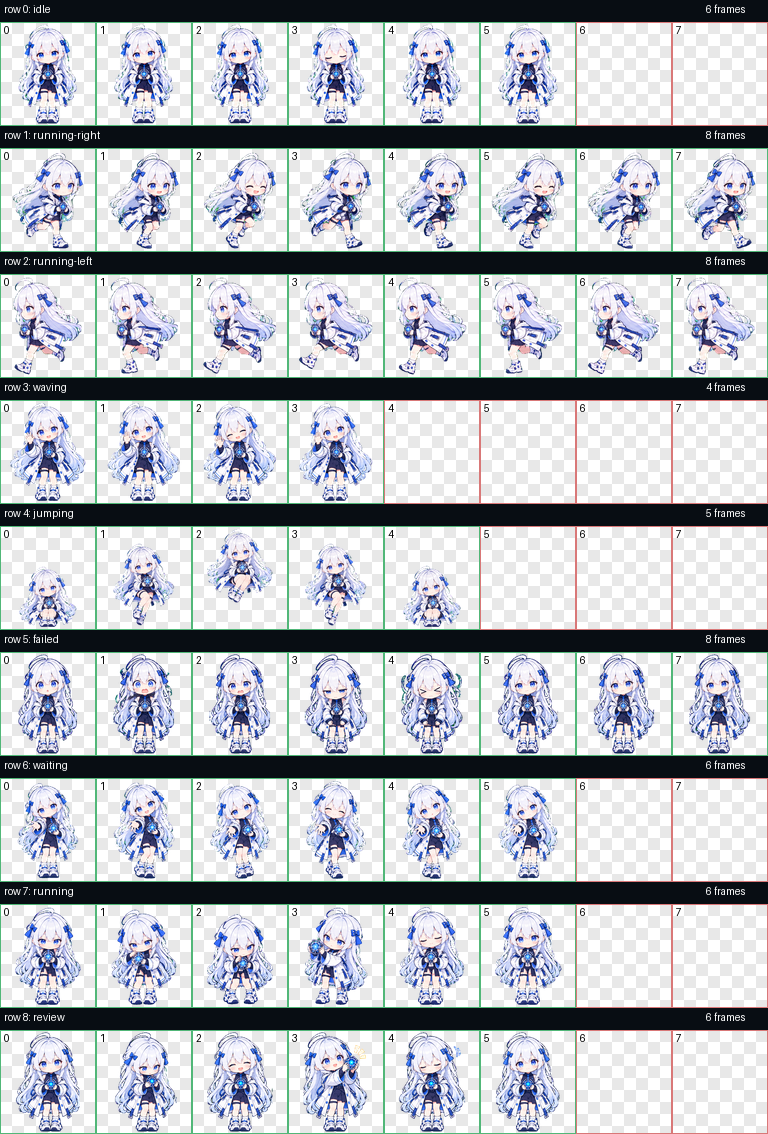 row 0: idle 6 frames
0 1 2 3 4 5 6 7
row 1: running-right 8 frames
0 1 2 3 4 5 6 7
row 2: running-left 8 frames
0 1 2 3 4 5 6 7
row 3: waving 4 frames
0 1 2 3 4 5 6 7
row 4: jumping 5 frames
0 1 2 3 4 5 6 7
row 5: failed 8 frames
0 1 2 3 4 5 6 7
row 6: waiting 6 frames
0 1 2 3 4 5 6 7
row 7: running 6 frames
0 1 2 3 4 5 6 7
row 8: review 6 frames
0 1 2 3 4 5 6 7